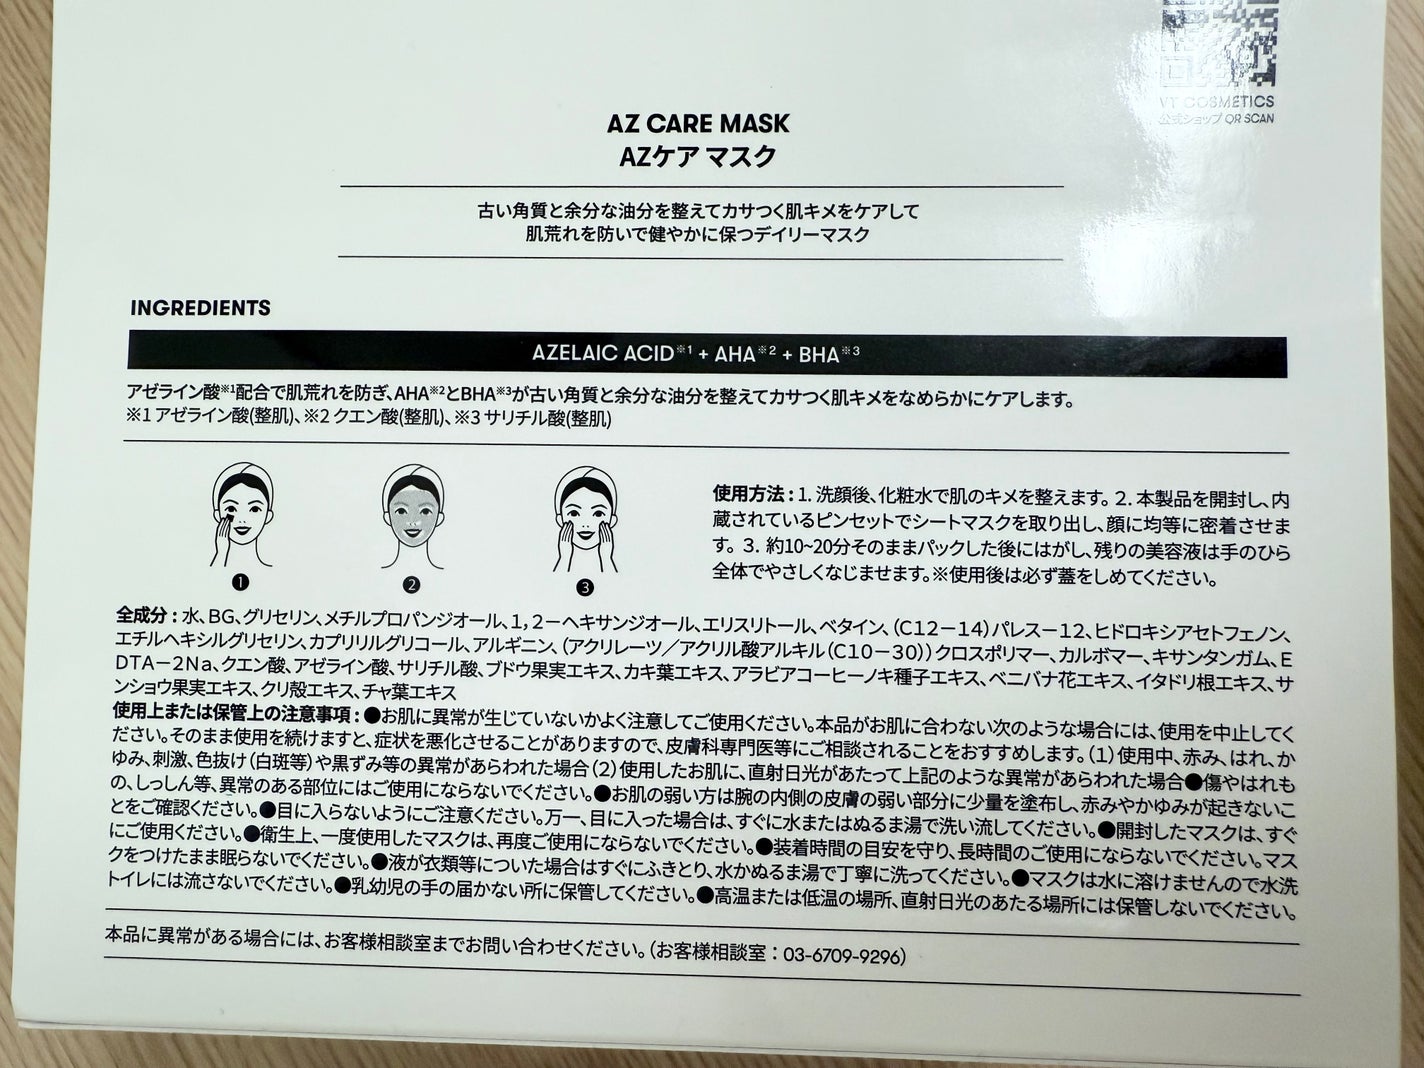 VT COSMETICS
公式ショップ QR SCAN
AZ CARE MASK
AZケア マスク
古い角質と余分な油分を整えてカサつく肌キメをケアして
肌荒れを防いで健やかに保つデイリーマスク
INGREDIENTS
AZELAIC ACID※1 + AHA※2 + BHA※3
アゼライン酸※1配合で肌荒れを防ぎ、AHA※2とBHA※3が古い角質と余分な油分を整えてカサつく肌キメをなめらかにケアします。
※1 アゼライン酸(整肌)、※2 クエン酸(整肌)、※3 サリチル酸(整肌)
❶ ❷ ❸
使用方法 : 1. 洗顔後、化粧水で肌のキメを整えます。 2. 本製品を開封し、内
蔵されているピンセットでシートマスクを取り出し、顔に均等に密着させま
す。 3. 約10~20分そのままパックした後にはがし、残りの美容液は手のひら
全体でやさしくなじませます。※使用後は必ず蓋をしめてください。
全成分 : 水、BG、グリセリン、メチルプロパンジオール、1，2－ヘキサンジオール、エリスリトール、ベタイン、（C12－14）パレス－12、ヒドロキシアセトフェノン、
エチルヘキシルグリセリン、カプリリルグリコール、アルギニン、（アクリレーツ／アクリル酸アルキル（C10－30））クロスポリマー、カルボマー、キサンタンガム、E
DTA－2Na、クエン酸、アゼライン酸、サリチル酸、ブドウ果実エキス、カキ葉エキス、アラビアコーヒーノキ種子エキス、ベニバナ花エキス、イタドリ根エキス、サ
ンショウ果実エキス、クリ殻エキス、チャ葉エキス
使用上または保管上の注意事項 : ●お肌に異常が生じていないかよく注意してご使用ください。本品がお肌に合わない次のような場合には、使用を中止してく
ださい。そのまま使用を続けますと、症状を悪化させることがありますので、皮膚科専門医等にご相談されることをおすすめします。（1）使用中、赤み、はれ、か
ゆみ、刺激、色抜け（白斑等）や黒ずみ等の異常があらわれた場合（2）使用したお肌に、直射日光があたって上記のような異常があらわれた場合●傷やはれも
の、しっしん等、異常のある部位にはご使用にならないでください。●お肌の弱い方は腕の内側の皮膚の弱い部分に少量を塗布し、赤みやかゆみが起きないこ
とをご確認ください。●目に入らないようにご注意ください。万一、目に入った場合は、すぐに水またはぬるま湯で洗い流してください。●開封したマスクは、すぐ
にご使用ください。●衛生上、一度使用したマスクは、再度ご使用にならないでください。●装着時間の目安を守り、長時間のご使用にならないでください。マス
クをつけたまま眠らないでください。●液が衣類等についた場合はすぐにふきとり、水かぬるま湯で丁寧に洗ってください。●マスクは水に溶けませんので水洗
トイレには流さないでください。●乳幼児の手の届かない所に保管してください。●高温または低温の場所、直射日光のあたる場所には保管しないでください。
本品に異常がある場合には、お客様相談室までお問い合わせください。（お客様相談室：03-6709-9296）